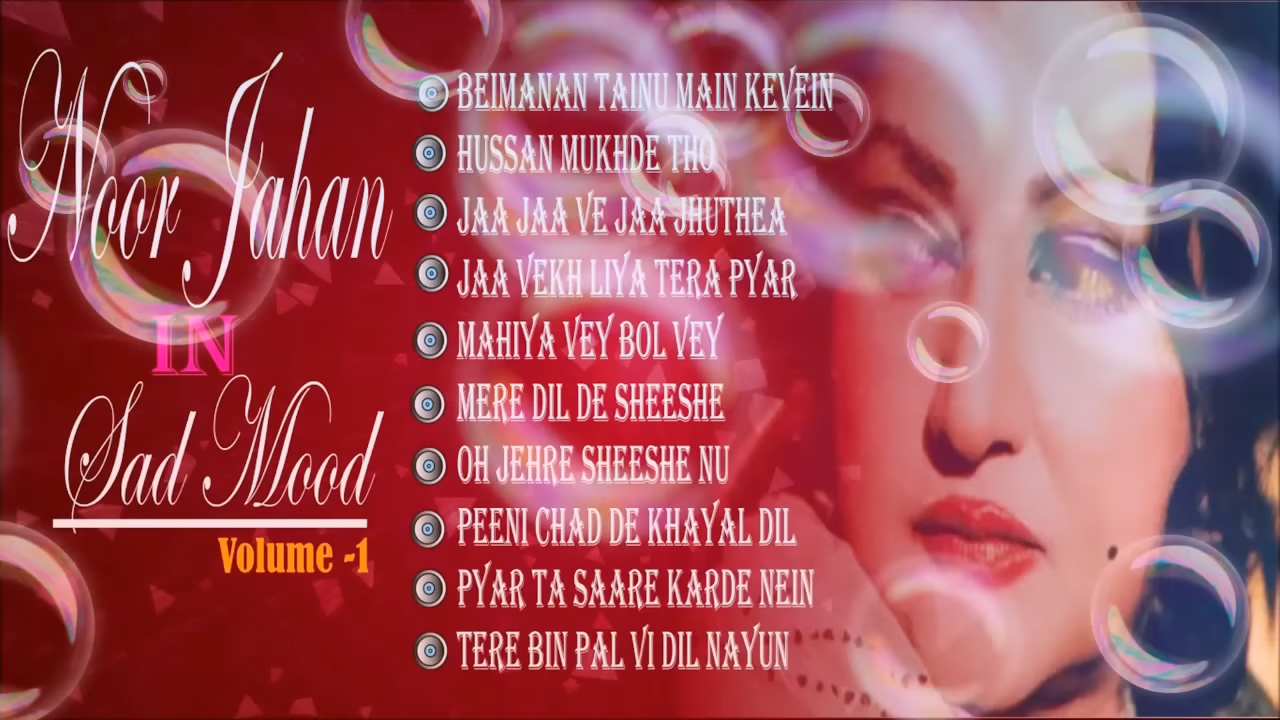 Noor Jahan
IN
Sad Mood
Volume -1
BEIMANAN TAINU MAIN KEVEIN
HUSSAN MUKHDE THO
JAA JAA VE JAA JHUTHEA
JAA VEKH LIYA TERA PYAR
MAHIYA VEY BOL VEY
MERE DIL DE SHEESHE
OH JEHRE SHEESHE NU
PEENI CHAD DE KHAYAL DIL
PYAR TA SAARE KARDE NEIN
TERE BIN PAL VI DIL NAYUN